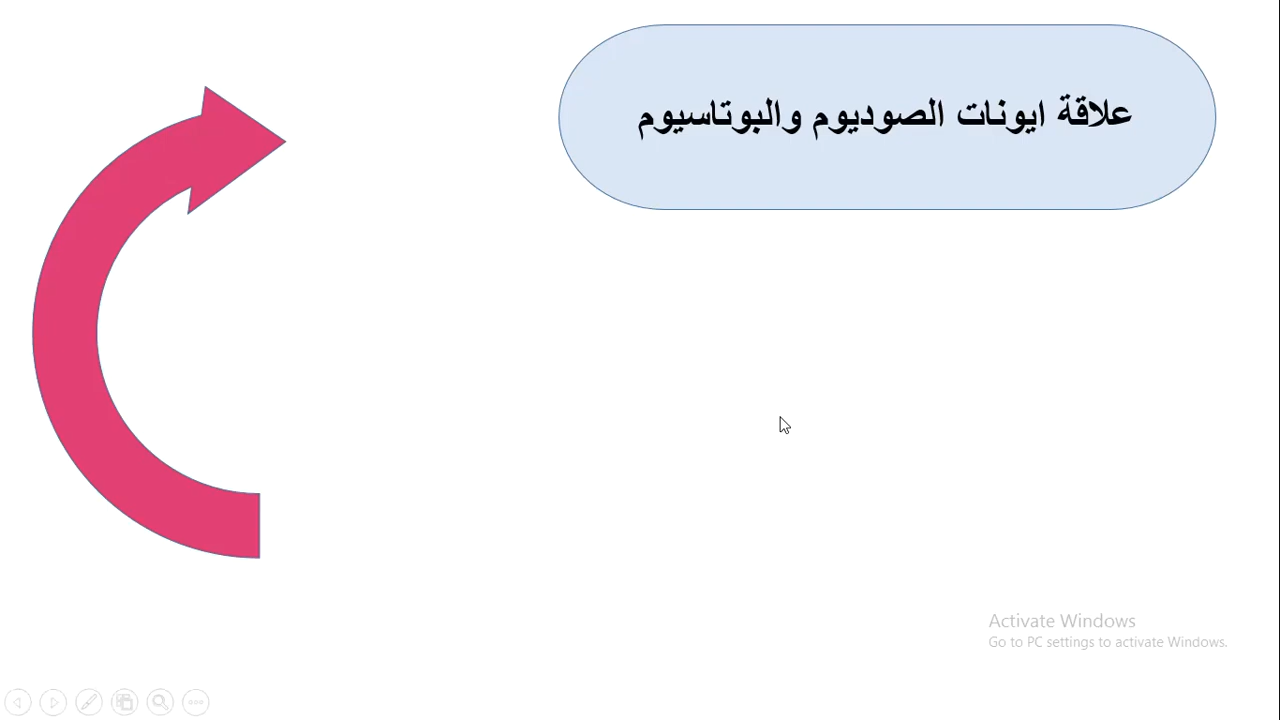 علاقة ايونات الصوديوم والبوتاسيوم
Activate Windows
Go to PC settings to activate Windows.